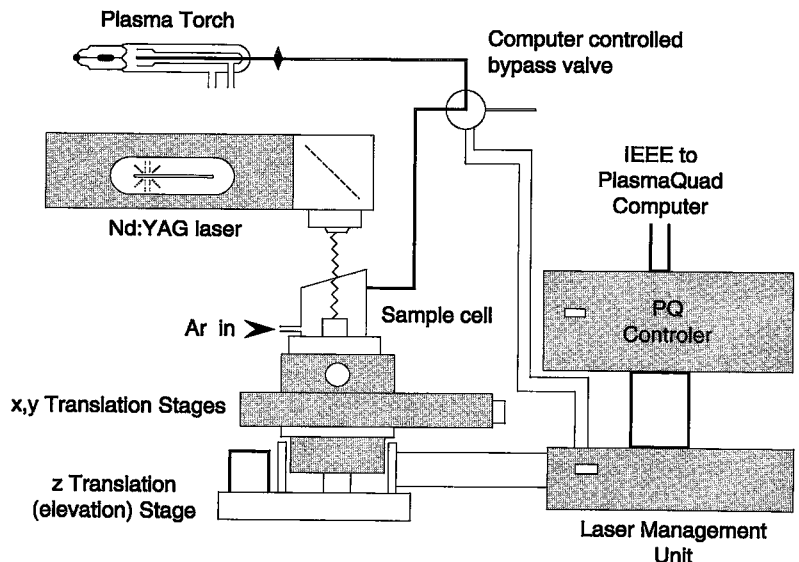 Plasma Torch
Computer controlled
bypass valve
IEEE to
PlasmaQuad
Computer
Nd:YAG laser
Ar in
Sample cell
PQ
Controler
x,y Translation Stages
z Translation
(elevation) Stage
Laser Management
Unit